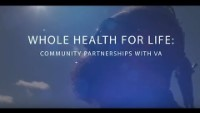 WHOLE HEALTH FOR LIFE:
COMMUNITY PARTNERSHIPS WITH VA